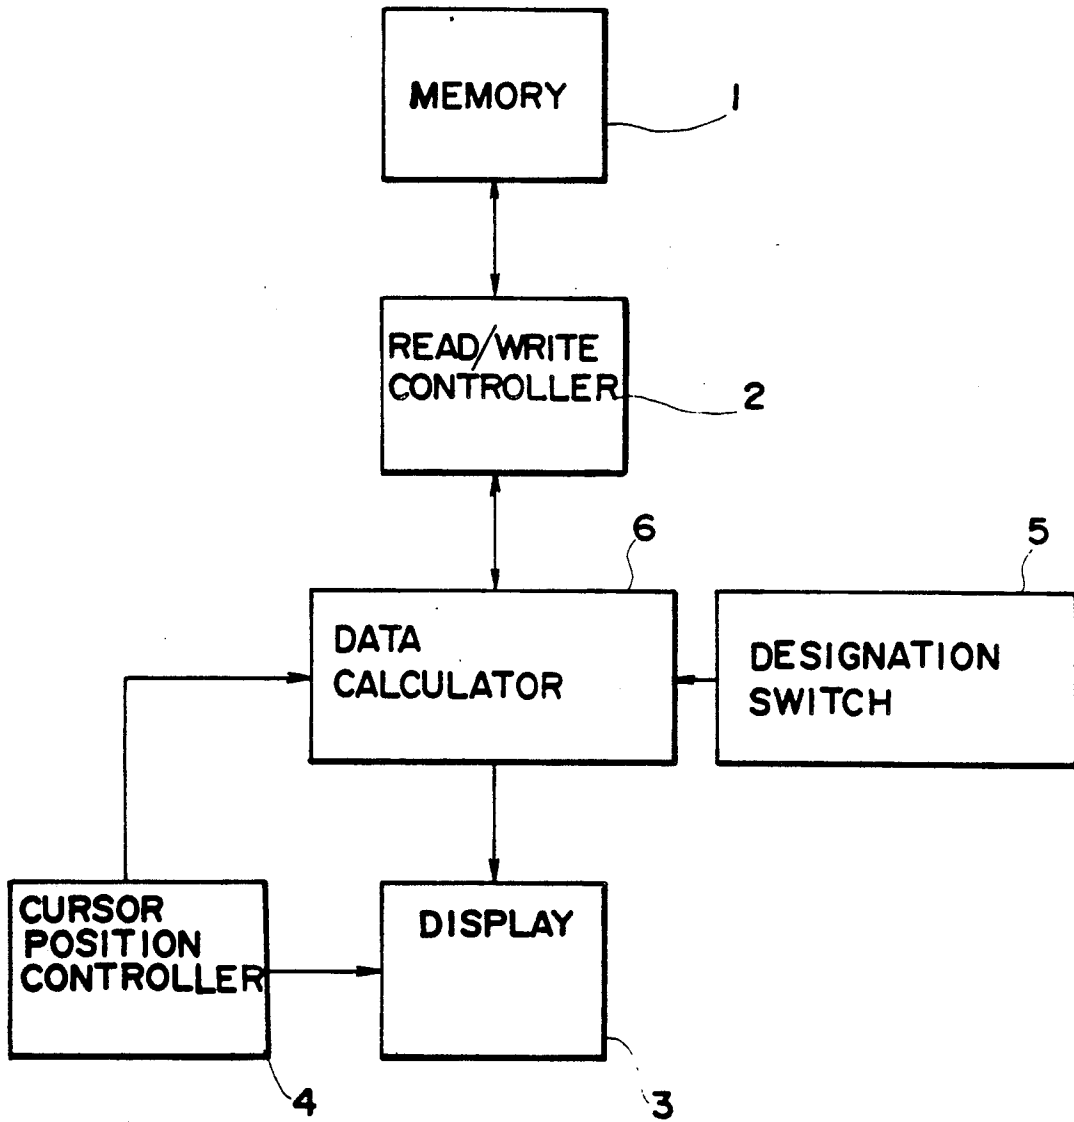 MEMORY
1
READ/WRITE
CONTROLLER
2
6
5
DATA
CALCULATOR
DESIGNATION
SWITCH
CURSOR
POSITION
CONTROLLER
DISPLAY
4
3